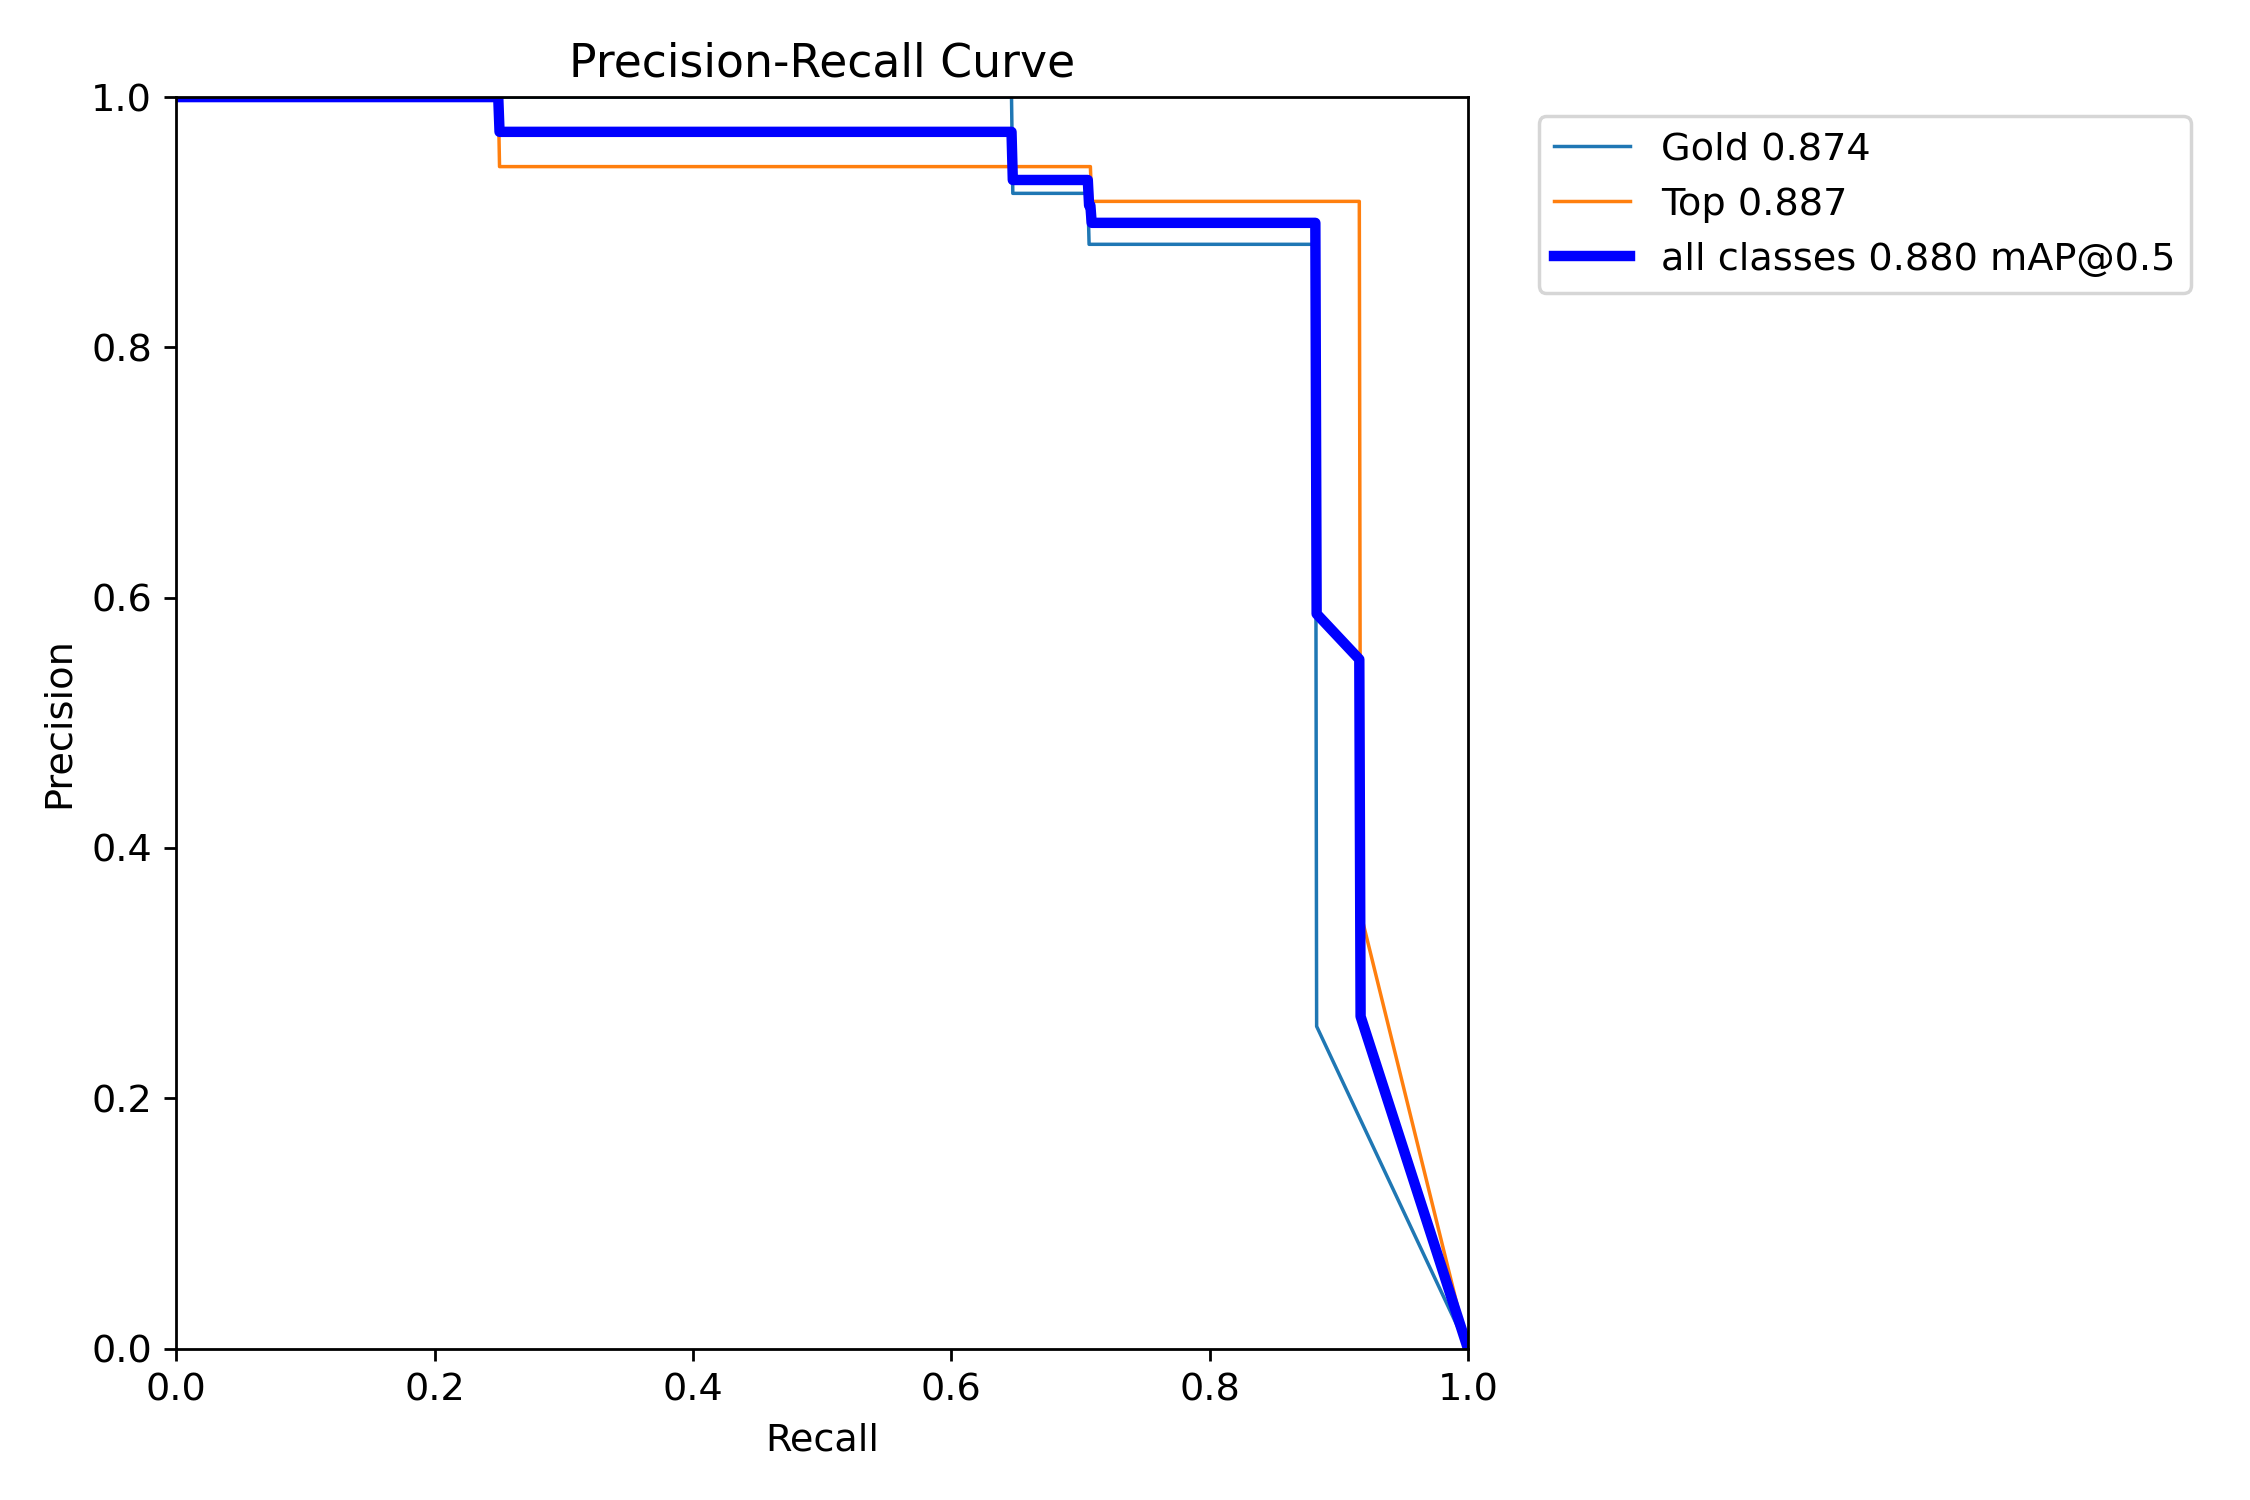 Precision-Recall Curve
1.0
0.8
0.6
0.4
0.2
0.0
Precision
0.0 0.2 0.4 0.6 0.8 1.0
Recall
Gold 0.874
Top 0.887
all classes 0.880 mAP@0.5